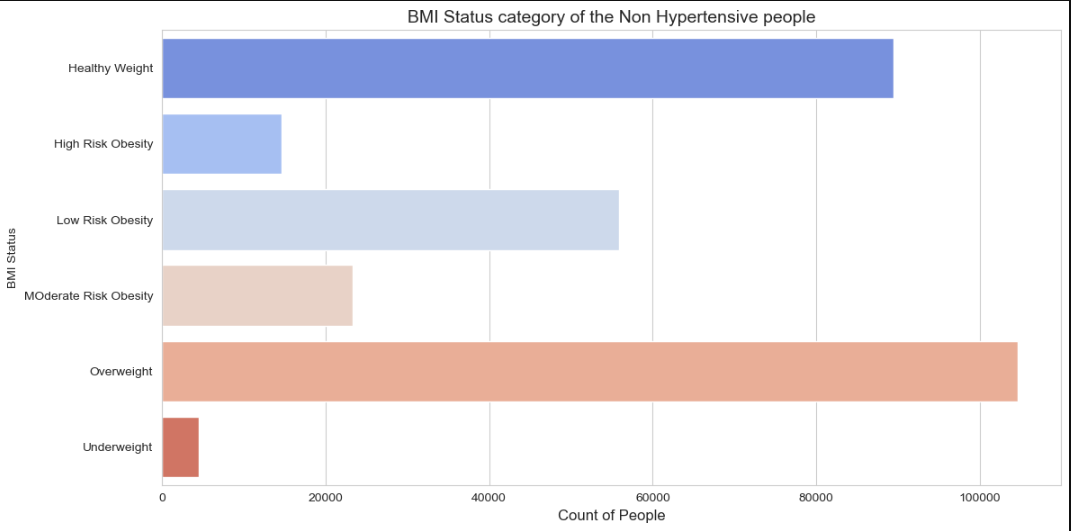 BMI Status category of the Non Hypertensive people
Healthy Weight
High Risk Obesity
Low Risk Obesity
MOderate Risk Obesity
Overweight
Underweight
BMI Status
0 20000 40000 60000 80000 100000
Count of People